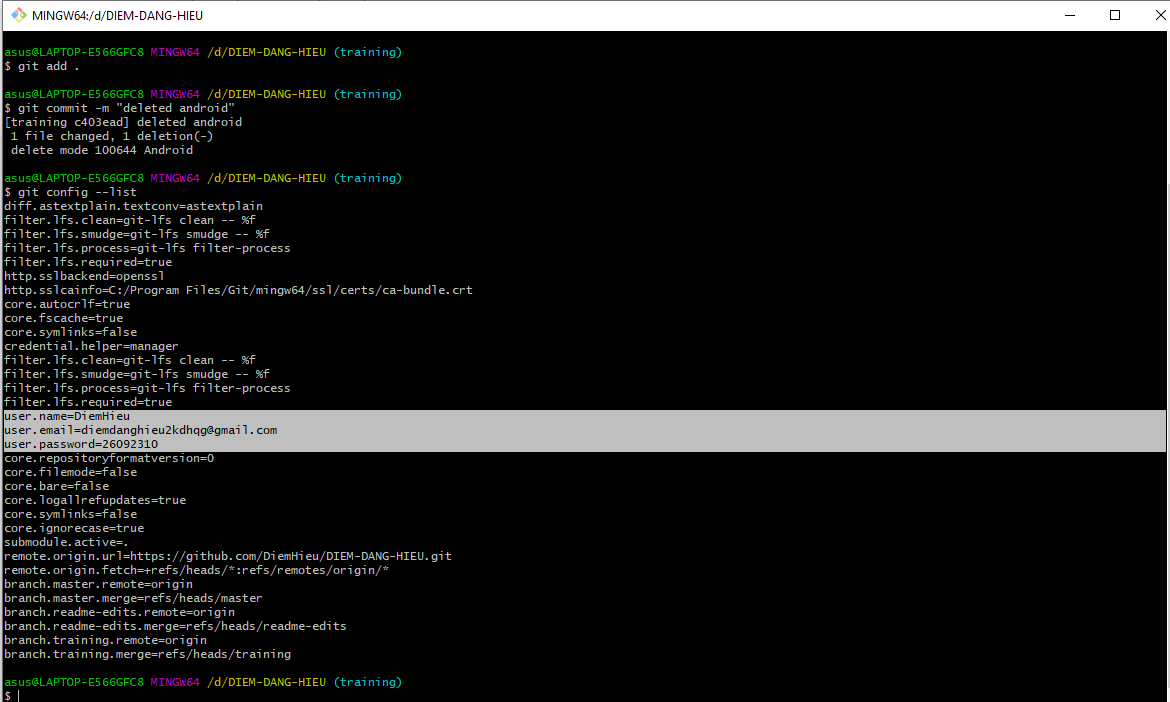 MINGW64:/d/DIEM-DANG-HIEU
asus@LAPTOP-E566GFC8 MINGW64 /d/DIEM-DANG-HIEU (training)
$ git add .
asus@LAPTOP-E566GFC8 MINGW64 /d/DIEM-DANG-HIEU (training)
$ git commit -m "deleted android"
[training c403ead] deleted android
1 file changed, 1 deletion(-)
delete mode 100644 Android
asus@LAPTOP-E566GFC8 MINGW64 /d/DIEM-DANG-HIEU (training)
$ git config --list
diff.astextplain.textconv=astextplain
filter.lfs.clean=git-lfs clean -- %f
filter.lfs.smudge=git-lfs smudge -- %f
filter.lfs.process=git-lfs filter-process
filter.lfs.required=true
http.sslbackend=openssl
http.sslcainfo=C:/Program Files/Git/mingw64/ssl/certs/ca-bundle.crt
core.autocrlf=true
core.fscache=true
core.symlinks=false
credential.helper=manager
filter.lfs.clean=git-lfs clean -- %f
filter.lfs.smudge=git-lfs smudge -- %f
filter.lfs.process=git-lfs filter-process
filter.lfs.required=true
user.name=DiemHieu
user.email=diemdanghieu2kdhqg@gmail.com
user.password=26092310
core.repositoryformatversion=0
core.filemode=false
core.bare=false
core.logallrefupdates=true
core.symlinks=false
core.ignorecase=true
submodule.active=.
remote.origin.url=https://github.com/DiemHieu/DIEM-DANG-HIEU.git
remote.origin.fetch=+refs/heads/*:refs/remotes/origin/*
branch.master.remote=origin
branch.master.merge=refs/heads/master
branch.readme-edits.remote=origin
branch.readme-edits.merge=refs/heads/readme-edits
branch.training.remote=origin
branch.training.merge=refs/heads/training
asus@LAPTOP-E566GFC8 MINGW64 /d/DIEM-DANG-HIEU (training)
$